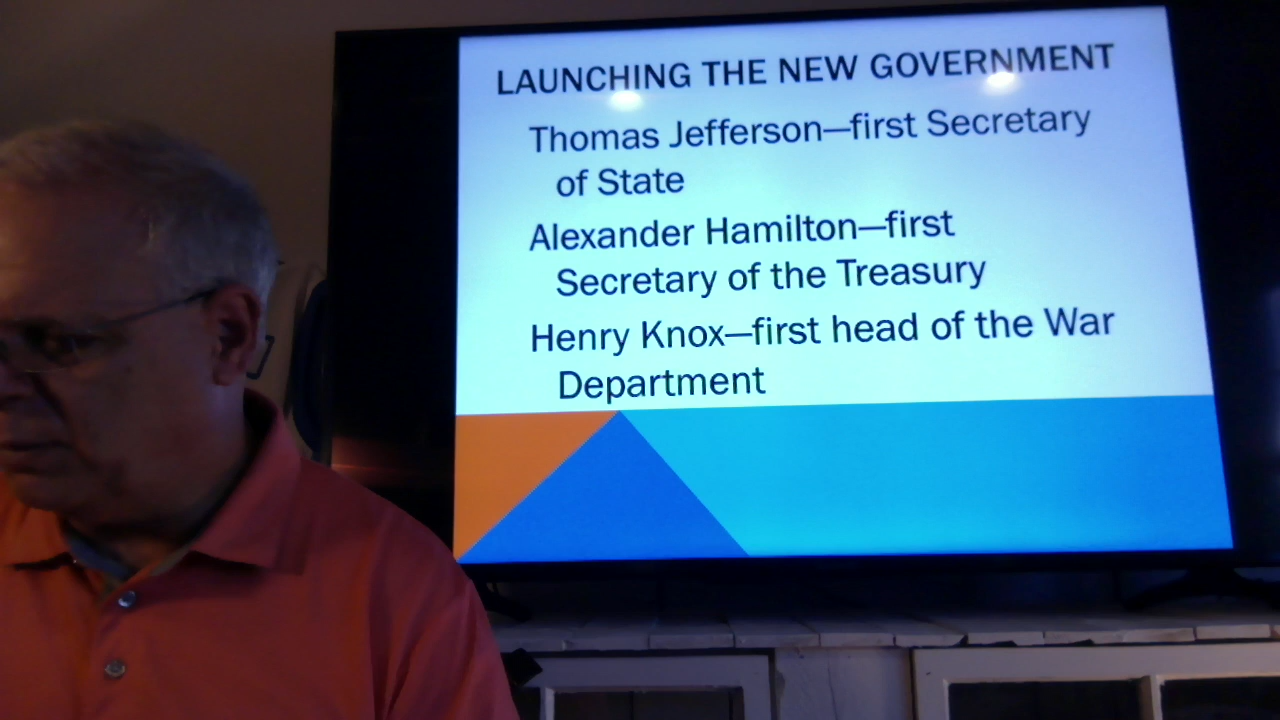 LAUNCHING THE NEW GOVERNMENT
Thomas Jefferson—first Secretary
of State
Alexander Hamilton—first
Secretary of the Treasury
Henry Knox—first head of the War
Department